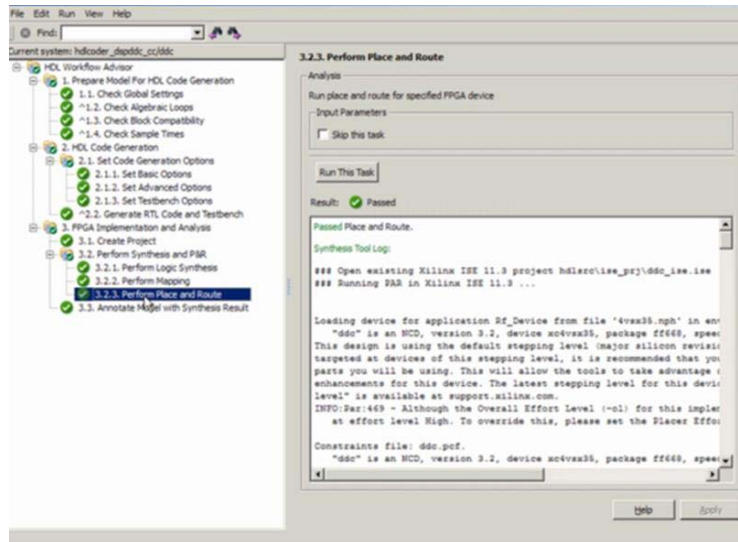 File Edit Run View Help
Find:
Current system: hdlcoder_dspddc_cc/ddc
HDL Workflow Advisor
1. Prepare Model For HDL Code Generation
1.1. Check Global Settings
^1.2. Check Algebraic Loops
^1.3. Check Block Compatibility
^1.4. Check Sample Times
2. HDL Code Generation
2.1. Set Code Generation Options
2.1.1. Set Basic Options
2.1.2. Set Advanced Options
2.1.3. Set Testbench Options
^2.2. Generate RTL Code and Testbench
3. FPGA Implementation and Analysis
3.1. Create Project
3.2. Perform Synthesis and P&R
3.2.1. Perform Logic Synthesis
3.2.2. Perform Mapping
3.2.3. Perform Place and Route
3.3. Annotate Model with Synthesis Result
3.2.3. Perform Place and Route
Analysis
Run place and route for specified FPGA device
Input Parameters
Skip this task
Run This Task
Result: Passed
Passed Place and Route.
Synthesis Tool Log:
### Open existing Xilinx ISE 11.3 project hdlsrc\ise_prj\ddc_ise.ise
### Running PAR in Xilinx ISE 11.3 ...
Loading device for application Rf_Device from file '4vsx35.nph' in env
"ddc" is an NCD, version 3.2, device xc4vsx35, package ff668, speed
This design is using the default stepping level (major silicon revisio
targeted at devices of this stepping level, it is recommended that you
parts you will be using. This will allow the tools to take advantage o
enhancements for this device. The latest stepping level for this devic
level" is available at support.xilinx.com.
INFO:Par:469 - Although the Overall Effort Level (-ol) for this implem
at effort level High. To override this, please set the Placer Effor
Constraints file: ddc.pcf.
"ddc" is an NCD, version 3.2, device xc4vsx35, package ff668, speed
Help Apply